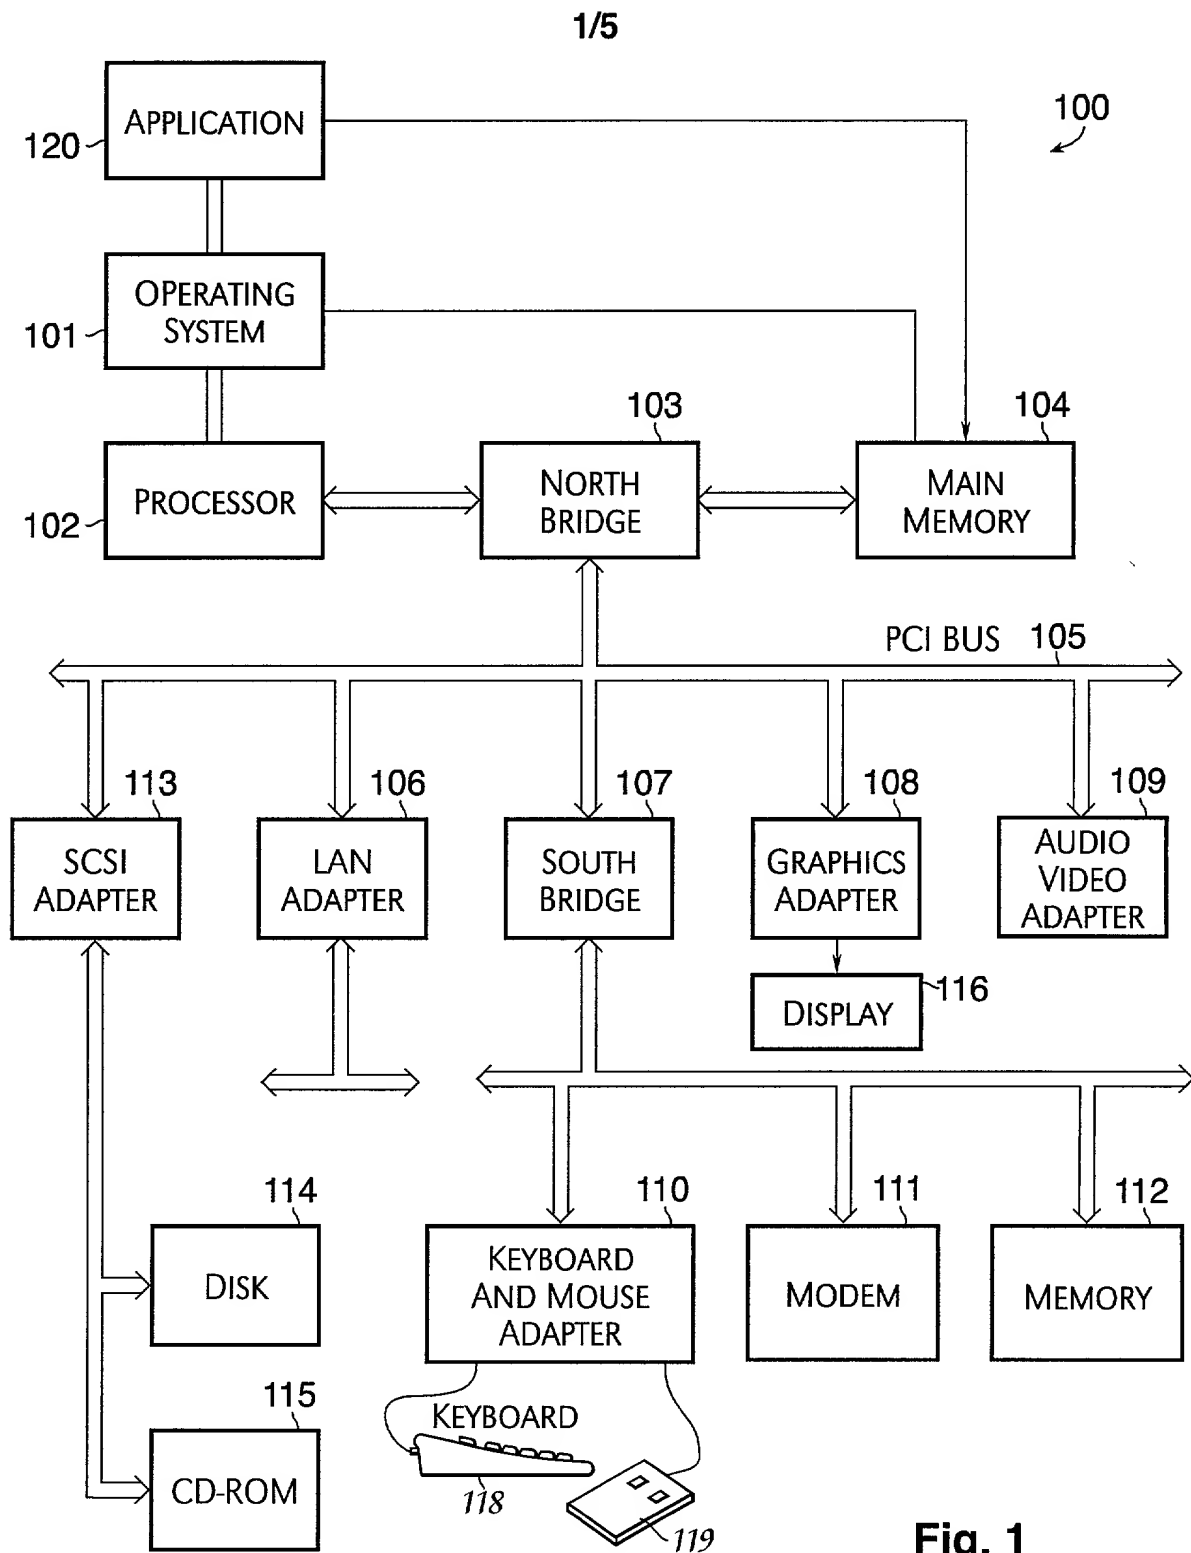 1/5
100
APPLICATION
120
OPERATING
SYSTEM
101
103
104
PROCESSOR
102
NORTH
BRIDGE
MAIN
MEMORY
PCI BUS 105
113
106
107
108
109
SCSI
ADAPTER
LAN
ADAPTER
SOUTH
BRIDGE
GRAPHICS
ADAPTER
AUDIO
VIDEO
ADAPTER
116
DISPLAY
114
110
111
112
DISK
KEYBOARD
AND MOUSE
ADAPTER
MODEM
MEMORY
115
CD-ROM
KEYBOARD
118
119
Fig. 1